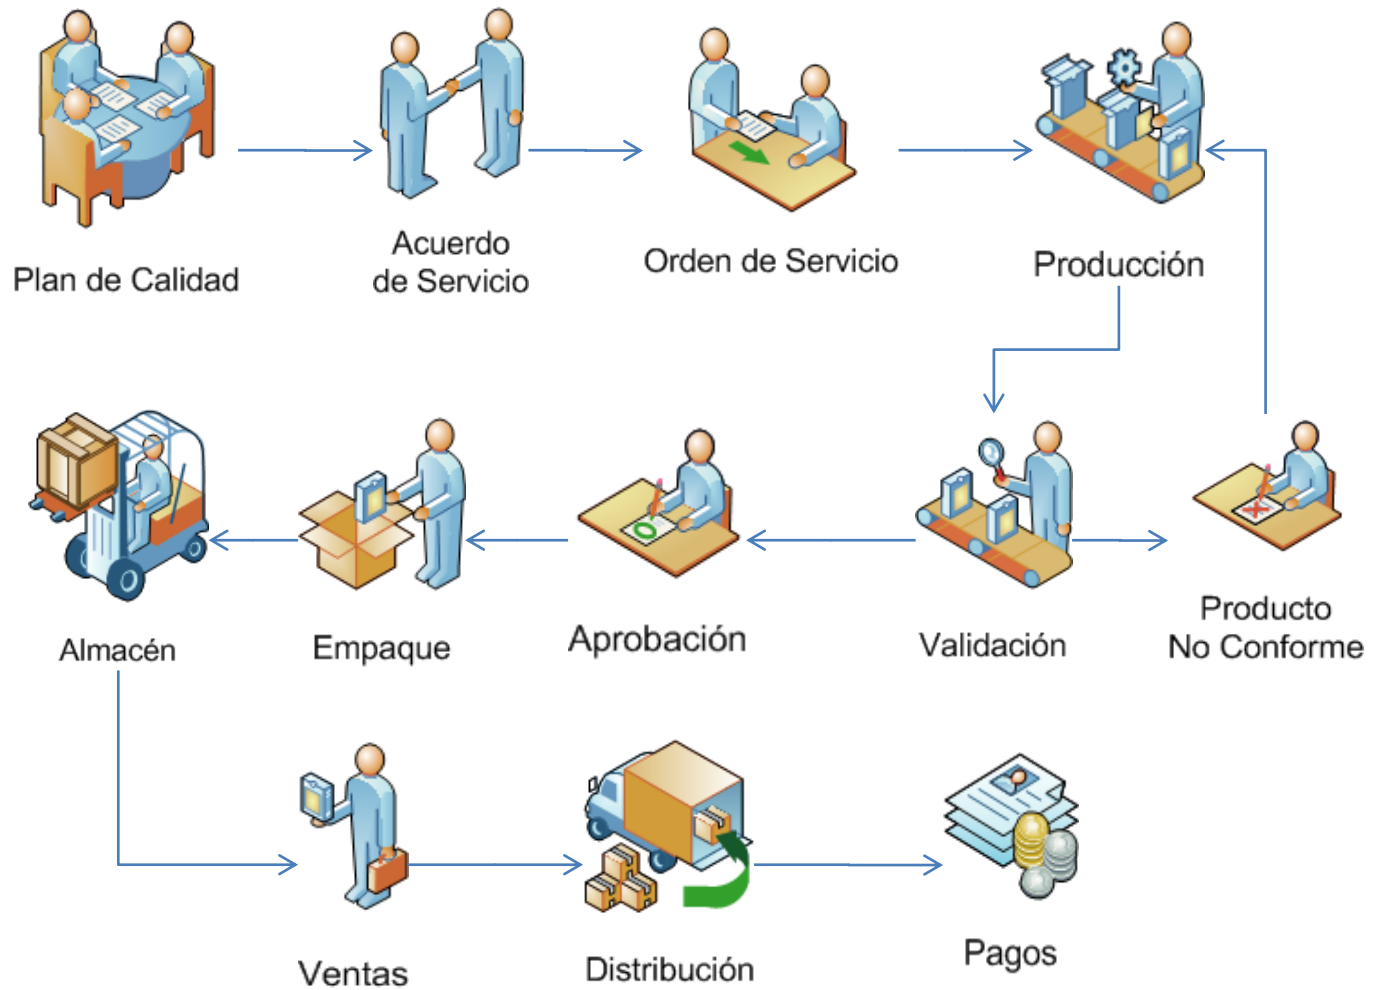 Plan de Calidad
Acuerdo
de Servicio
Orden de Servicio
Producción
Almacén
Empaque
Aprobación
Validación
Producto
No Conforme
Ventas
Distribución
Pagos